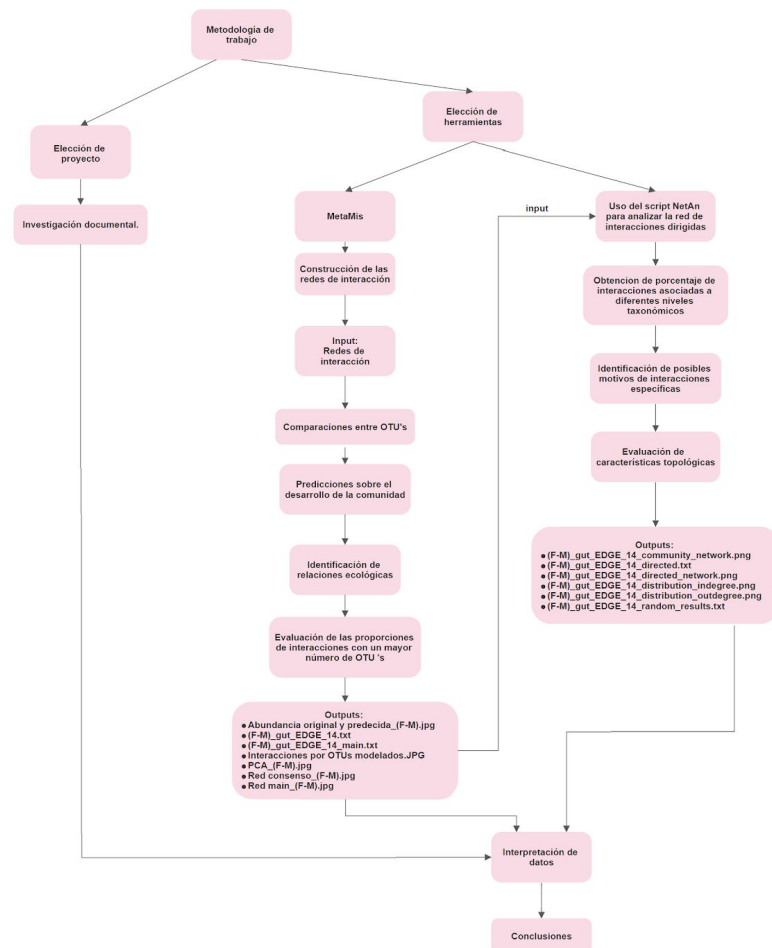 Metodología de
trabajo
Elección de
herramientas
Elección de
proyecto
Investigación documental.
MetaMis
input
Uso del script NetAn
para analizar la red de
interacciones dirigidas
Construcción de las
redes de interacción
Obtencion de porcentaje de
interacciones asociadas a
diferentes niveles
taxonómicos
Input:
Redes de
interacción
Identificación de posibles
motivos de interacciones
específicas
Comparaciones entre OTU's
Evaluación de
características topológicas
Predicciones sobre el
desarrollo de la comunidad
Outputs:
● (F-M)_gut_EDGE_14_community_network.png
● (F-M)_gut_EDGE_14_directed.txt
● (F-M)_gut_EDGE_14_directed_network.png
● (F-M)_gut_EDGE_14_distribution_indegree.png
● (F-M)_gut_EDGE_14_distribution_outdegree.png
● (F-M)_gut_EDGE_14_random_results.txt
Identificación de
relaciones ecológicas
Evaluación de las proporciones
de interacciones con un mayor
número de OTU 's
Outputs:
● Abundancia original y predecida_(F-M).jpg
● (F-M)_gut_EDGE_14.txt
● (F-M)_gut_EDGE_14_main.txt
● Interacciones por OTUs modelados.JPG
● PCA_(F-M).jpg
● Red consenso_(F-M).jpg
● Red main_(F-M).jpg
Interpretación de
datos
Conclusiones